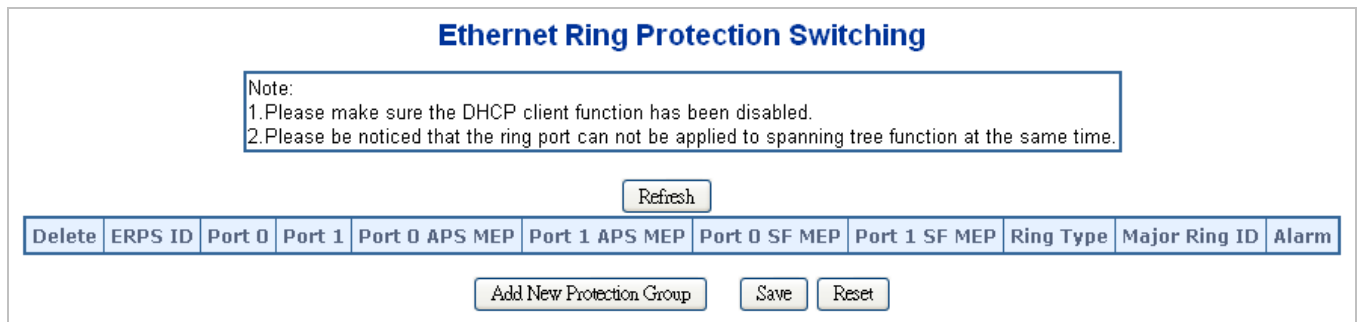 Ethernet Ring Protection Switching
Note:
1.Please make sure the DHCP client function has been disabled.
2.Please be noticed that the ring port can not be applied to spanning tree function at the same time.
Refresh
Delete ERPS ID Port 0 Port 1 Port 0 APS MEP Port 1 APS MEP Port 0 SF MEP Port 1 SF MEP Ring Type Major Ring ID Alarm
Add New Protection Group Save Reset